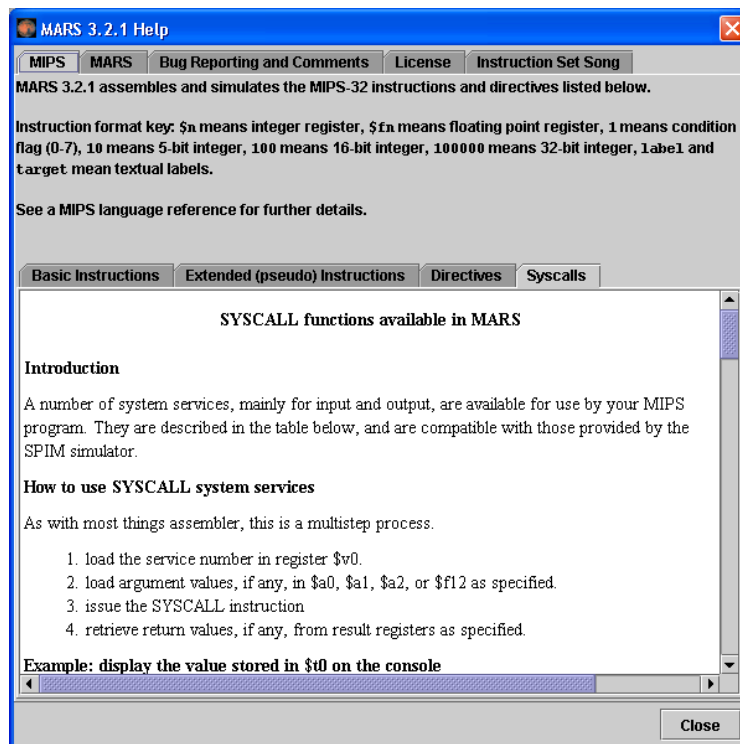 MARS 3.2.1 Help
MIPS MARS Bug Reporting and Comments License Instruction Set Song
MARS 3.2.1 assembles and simulates the MIPS-32 instructions and directives listed below.
Instruction format key: $n means integer register, $fn means floating point register, 1 means condition
flag (0-7), 10 means 5-bit integer, 100 means 16-bit integer, 100000 means 32-bit integer, label and
target mean textual labels.
See a MIPS language reference for further details.
Basic Instructions Extended (pseudo) Instructions Directives Syscalls
SYSCALL functions available in MARS
Introduction
A number of system services, mainly for input and output, are available for use by your MIPS
program. They are described in the table below, and are compatible with those provided by the
SPIM simulator.
How to use SYSCALL system services
As with most things assembler, this is a multistep process.
1. load the service number in register $v0.
2. load argument values, if any, in $a0, $a1, $a2, or $f12 as specified.
3. issue the SYSCALL instruction
4. retrieve return values, if any, from result registers as specified.
Example: display the value stored in $t0 on the console
Close